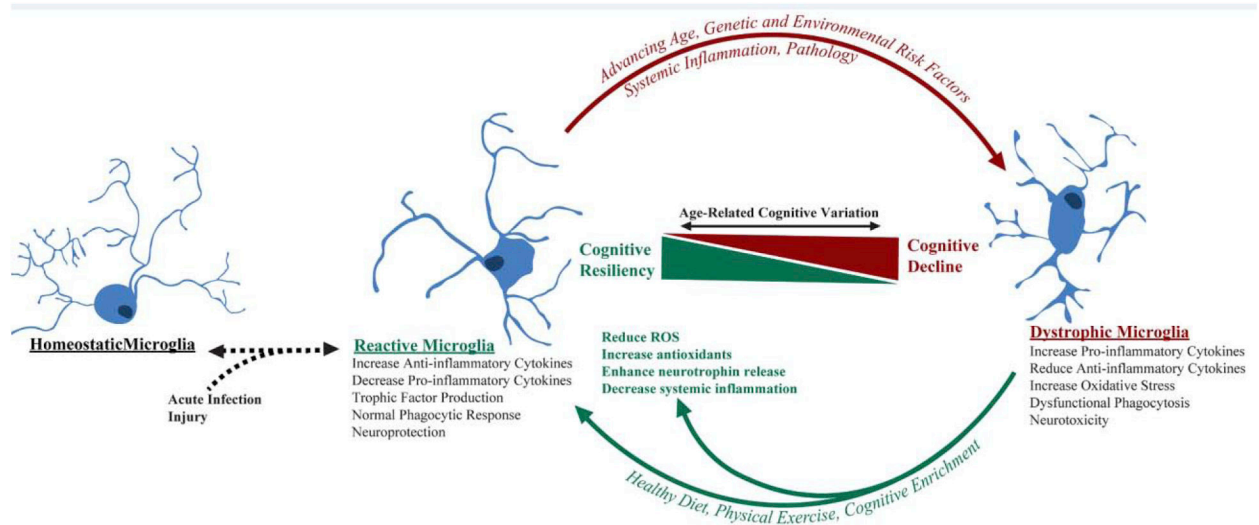 Advancing Age, Genetic and Environmental Risk Factors
Systemic Inflammation, Pathology
Age-Related Cognitive Variation
Cognitive
Resiliency
Cognitive
Decline
HomeostaticMicroglia
Acute Infection
Injury
Reactive Microglia
Increase Anti-inflammatory Cytokines
Decrease Pro-inflammatory Cytokines
Trophic Factor Production
Normal Phagocytic Response
Neuroprotection
Reduce ROS
Increase antioxidants
Enhance neurotrophin release
Decrease systemic inflammation
Dystrophic Microglia
Increase Pro-inflammatory Cytokines
Reduce Anti-inflammatory Cytokines
Increase Oxidative Stress
Dysfunctional Phagocytosis
Neurotoxicity
Healthy Diet, Physical Exercise, Cognitive Enrichment